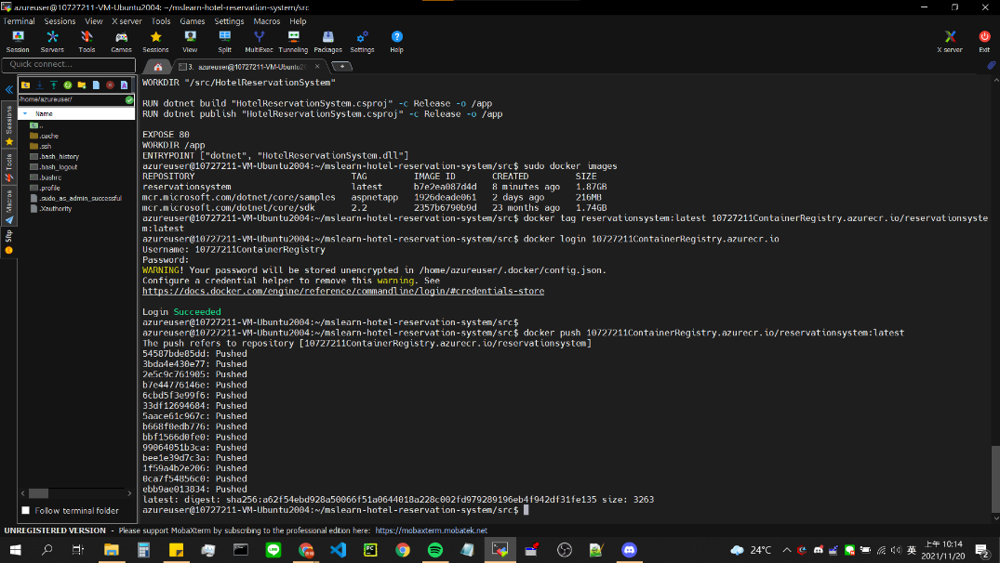 azureuser@10727211-VM-Ubuntu2004: ~/mslearn-hotel-reservation-system/src
Terminal Sessions View X server Tools Games Settings Macros Help
Session Servers Tools Games Sessions View Split MultiExec Tunneling Packages Settings Help X server Exit
Quick connect...
3. azureuser@10727211-VM-Ubuntu20
/home/azureuser/
Name
..
.cache
.ssh
.bash_history
.bash_logout
.bashrc
.profile
.sudo_as_admin_successful
.Xauthority
Sessions
Tools
Macros
Sftp
Follow terminal folder
WORKDIR "/src/HotelReservationSystem"
RUN dotnet build "HotelReservationSystem.csproj" -c Release -o /app
RUN dotnet publish "HotelReservationSystem.csproj" -c Release -o /app
EXPOSE 80
WORKDIR /app
ENTRYPOINT ["dotnet", "HotelReservationSystem.dll"]
azureuser@10727211-VM-Ubuntu2004:~/mslearn-hotel-reservation-system/src$ sudo docker images
REPOSITORY TAG IMAGE ID CREATED SIZE
reservationsystem latest b7e2ea087d4d 8 minutes ago 1.87GB
mcr.microsoft.com/dotnet/core/samples aspnetapp 1926deade061 2 days ago 216MB
mcr.microsoft.com/dotnet/core/sdk 2.2 2357b6790b9d 23 months ago 1.74GB
azureuser@10727211-VM-Ubuntu2004:~/mslearn-hotel-reservation-system/src$ docker tag reservationsystem:latest 10727211ContainerRegistry.azurecr.io/reservationsyste
m:latest
azureuser@10727211-VM-Ubuntu2004:~/mslearn-hotel-reservation-system/src$ docker login 10727211ContainerRegistry.azurecr.io
Username: 10727211ContainerRegistry
Password:
WARNING! Your password will be stored unencrypted in /home/azureuser/.docker/config.json.
Configure a credential helper to remove this warning. See
https://docs.docker.com/engine/reference/commandline/login/#credentials-store
Login Succeeded
azureuser@10727211-VM-Ubuntu2004:~/mslearn-hotel-reservation-system/src$
azureuser@10727211-VM-Ubuntu2004:~/mslearn-hotel-reservation-system/src$ docker push 10727211ContainerRegistry.azurecr.io/reservationsystem:latest
The push refers to repository [10727211ContainerRegistry.azurecr.io/reservationsystem]
54587bde85dd: Pushed
3bda4e430e77: Pushed
2e5c9c761905: Pushed
b7e44776146e: Pushed
6cbd5f3e99f6: Pushed
33df12694684: Pushed
5aace61c967c: Pushed
b668f0edb776: Pushed
bbf1566d0fe0: Pushed
99064051b3ca: Pushed
bee1e39d7c3a: Pushed
1f59a4b2e206: Pushed
0ca7f54856c0: Pushed
ebb9ae013834: Pushed
latest: digest: sha256:a62f54ebd928a50066f51a0644018a228c002fd979289196eb4f942df31fe135 size: 3263
azureuser@10727211-VM-Ubuntu2004:~/mslearn-hotel-reservation-system/src$
UNREGISTERED VERSION - Please support MobaXterm by subscribing to the professional edition here: https://mobaxterm.mobatek.net
24°C 英 上午 10:14
2021/11/20 2